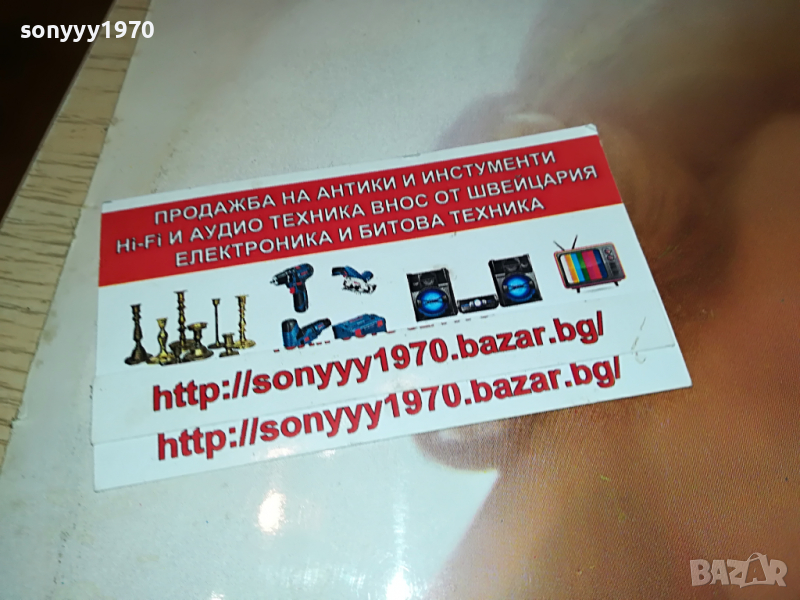 sonyyy1970
ПРОДАЖБА НА АНТИКИ И ИНСТУМЕНТИ
Hi-Fi И АУДИО ТЕХНИКА ВНОС ОТ ШВЕЙЦАРИЯ
ЕЛЕКТРОНИКА И БИТОВА ТЕХНИКА
http://sonyyy1970.bazar.bg/
http://sonyyy1970.bazar.bg/
BAZAR